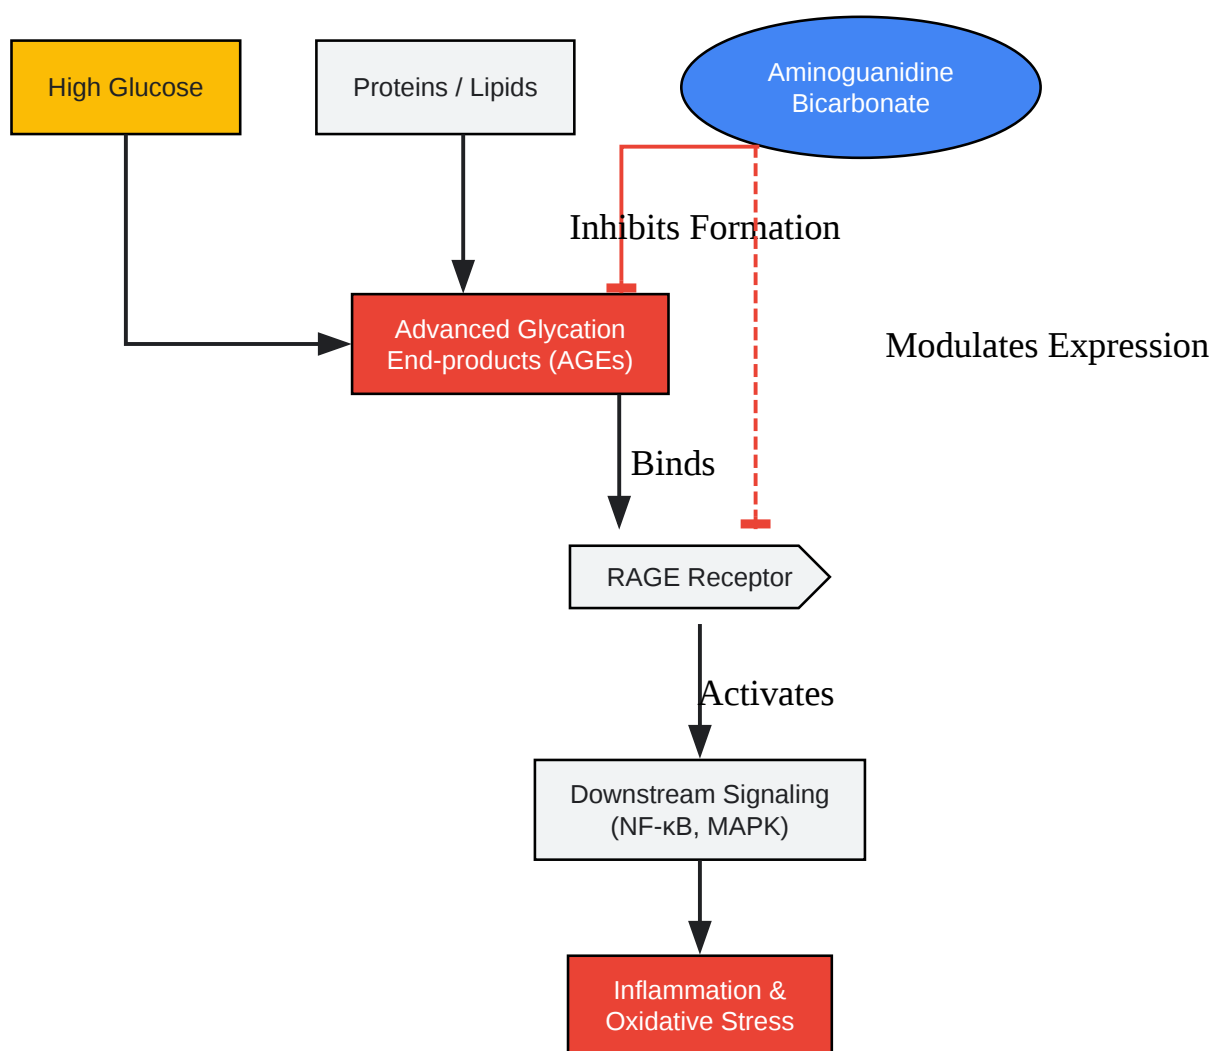 High Glucose
Proteins / Lipids
Aminoguanidine
Bicarbonate
Inhibits Formation
Advanced Glycation
End-products (AGEs)
Modulates Expression
Binds
RAGE Receptor
Activates
Downstream Signaling
(NF-κB, MAPK)
Inflammation &
Oxidative Stress